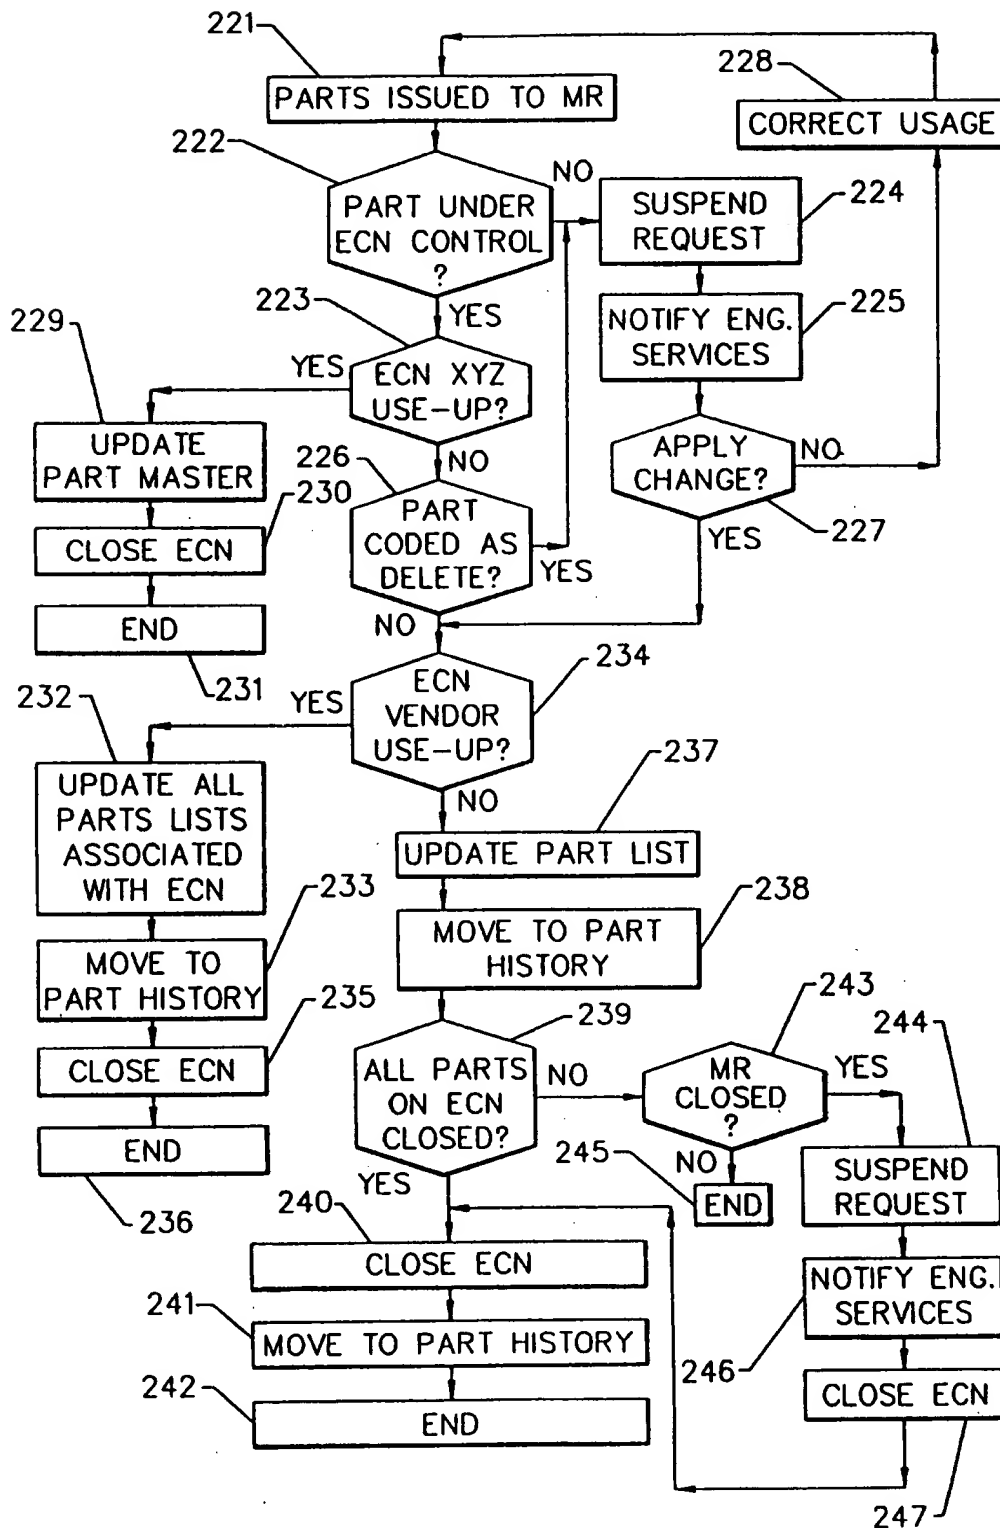 221
PARTS ISSUED TO MR
228
CORRECT USAGE
222
PART UNDER
ECN CONTROL
?
NO
SUSPEND
REQUEST
224
YES
223
NOTIFY ENG.
SERVICES
225
229
YES
ECN XYZ
USE-UP?
NO
UPDATE
PART MASTER
APPLY
CHANGE?
NO
227
YES
226
PART
CODED AS
DELETE?
YES
NO
230
CLOSE ECN
END
231
234
ECN
VENDOR
USE-UP?
YES
NO
232
UPDATE ALL
PARTS LISTS
ASSOCIATED
WITH ECN
237
UPDATE PART LIST
233
MOVE TO
PART HISTORY
238
MOVE TO PART
HISTORY
235
CLOSE ECN
END
236
239
ALL PARTS
ON ECN
CLOSED?
NO
YES
243
MR
CLOSED
?
YES
NO
244
SUSPEND
REQUEST
245
END
240
CLOSE ECN
NOTIFY ENG.
SERVICES
246
241
MOVE TO PART HISTORY
CLOSE ECN
242
END
247